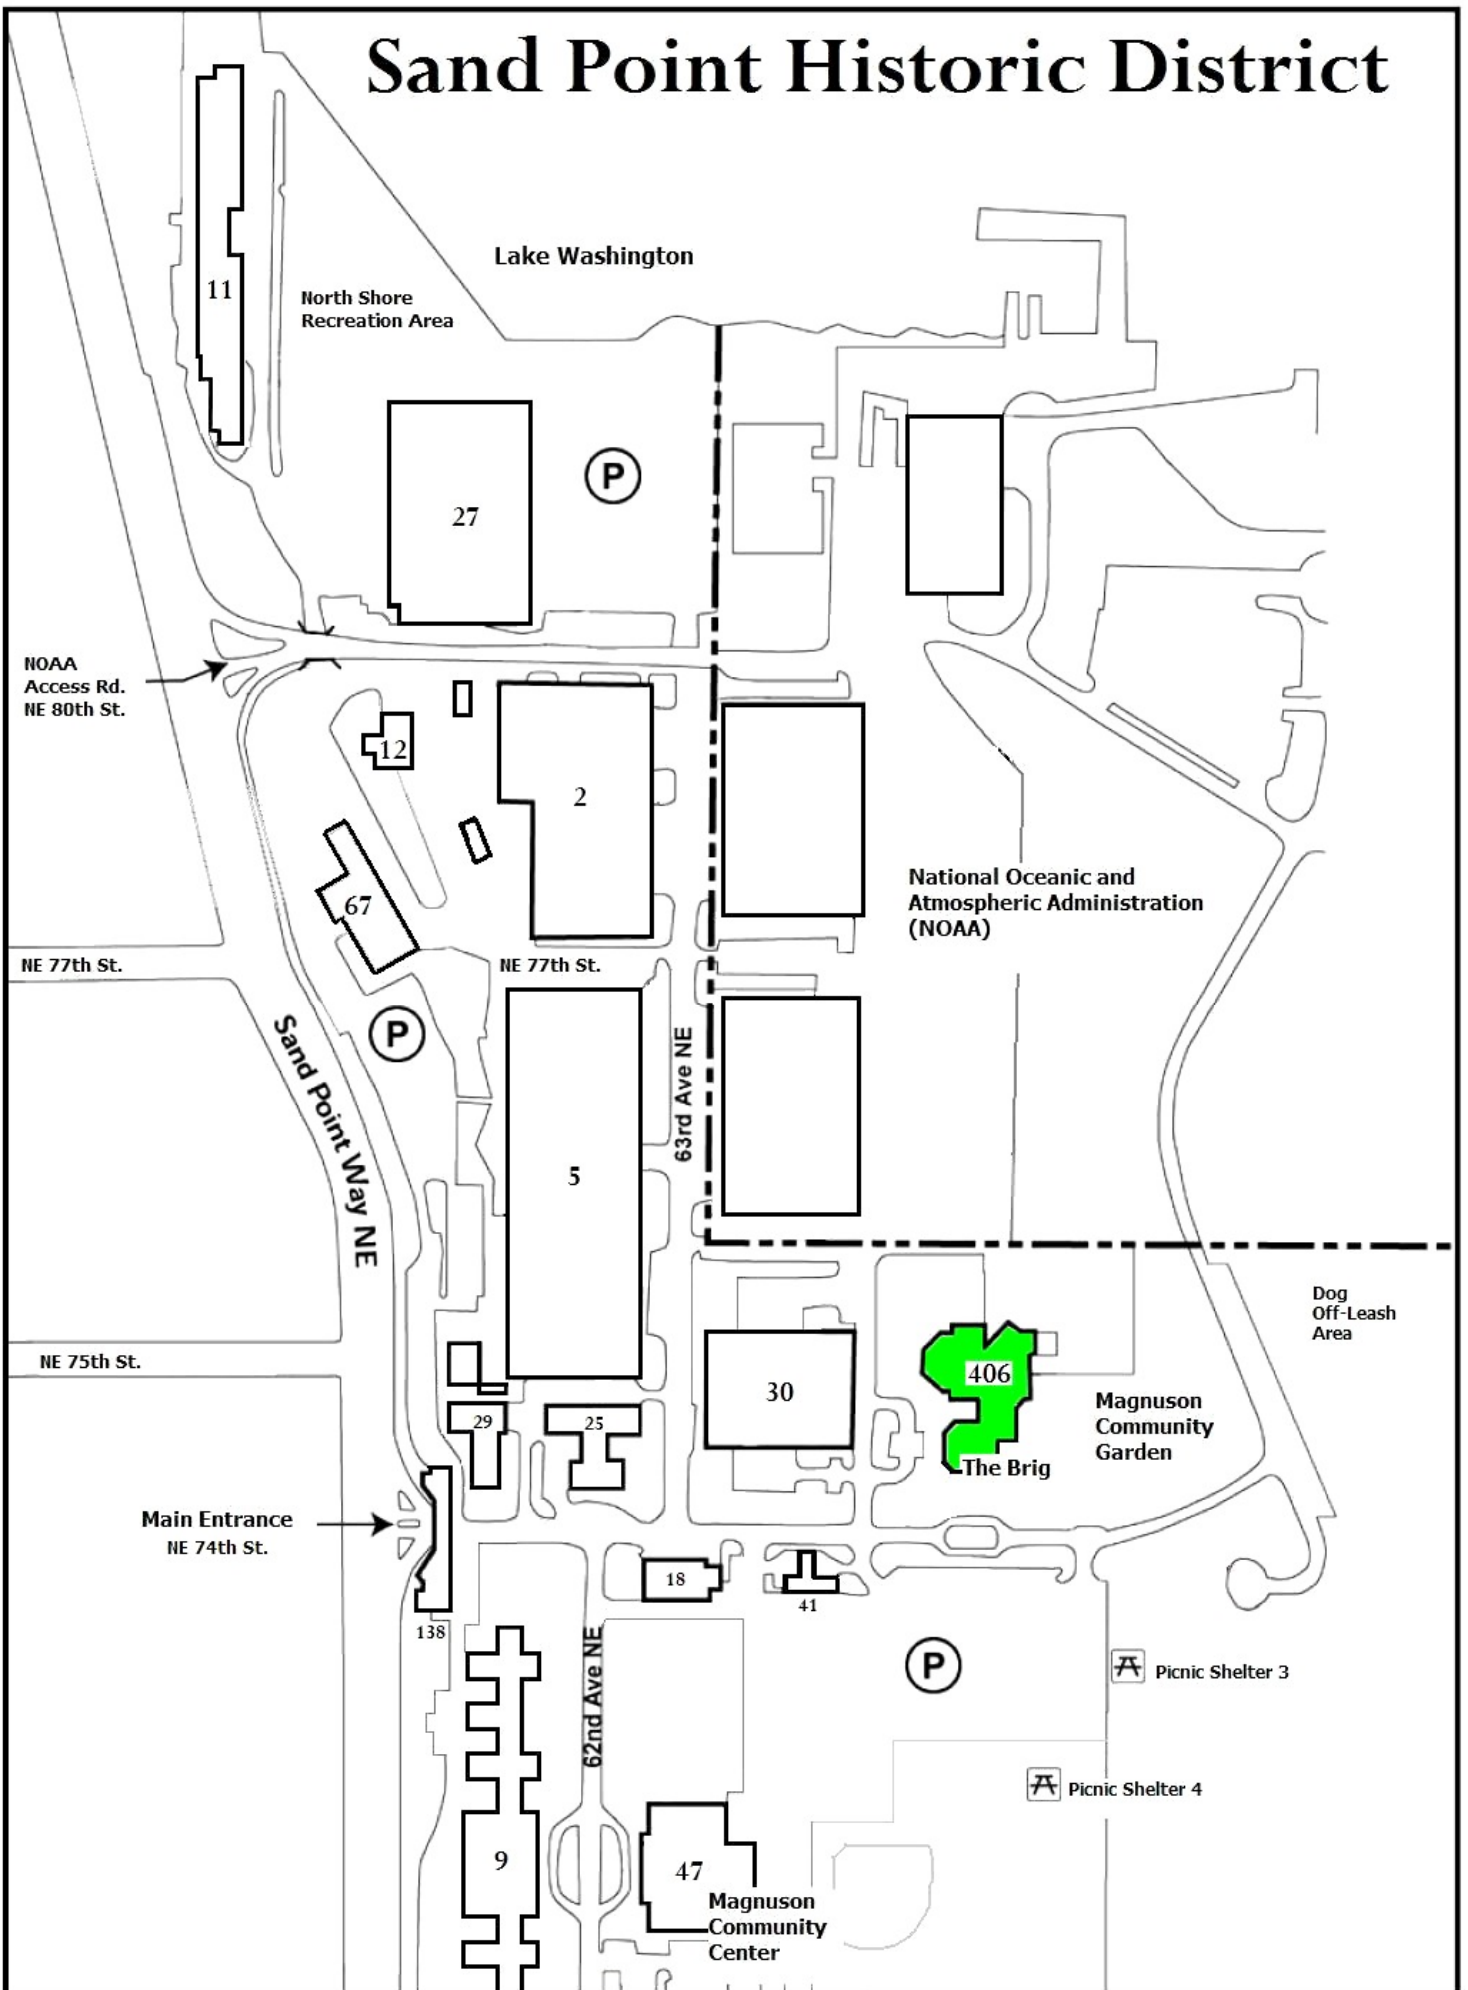 Sand Point Historic District
Lake Washington
11
North Shore
Recreation Area
27
P
NOAA
Access Rd.
NE 80th St.
12
2
67
National Oceanic and
Atmospheric Administration
(NOAA)
NE 77th St.
NE 77th St.
P
Sand Point Way NE
63rd Ave NE
5
Dog
Off-Leash
Area
NE 75th St.
30
406
Magnuson
Community
Garden
29
25
The Brig
Main Entrance
NE 74th St.
18
41
138
P
Picnic Shelter 3
62nd Ave NE
Picnic Shelter 4
9
47
Magnuson
Community
Center